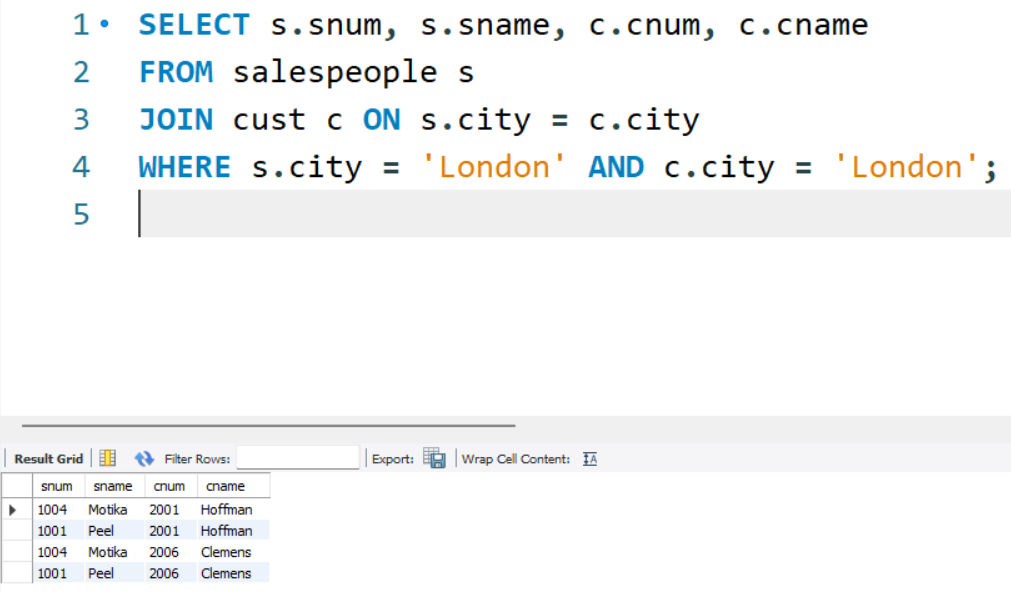 1 SELECT s.snum, s.sname, c.cnum, c.cname
2 FROM salespeople s
3 JOIN cust c ON s.city = c.city
4 WHERE s.city = 'London' AND c.city = 'London';
5
Result Grid Filter Rows: Export: Wrap Cell Content: IA
snum sname cnum cname
1004 Motika 2001 Hoffman
1001 Peel 2001 Hoffman
1004 Motika 2006 Clemens
1001 Peel 2006 Clemens